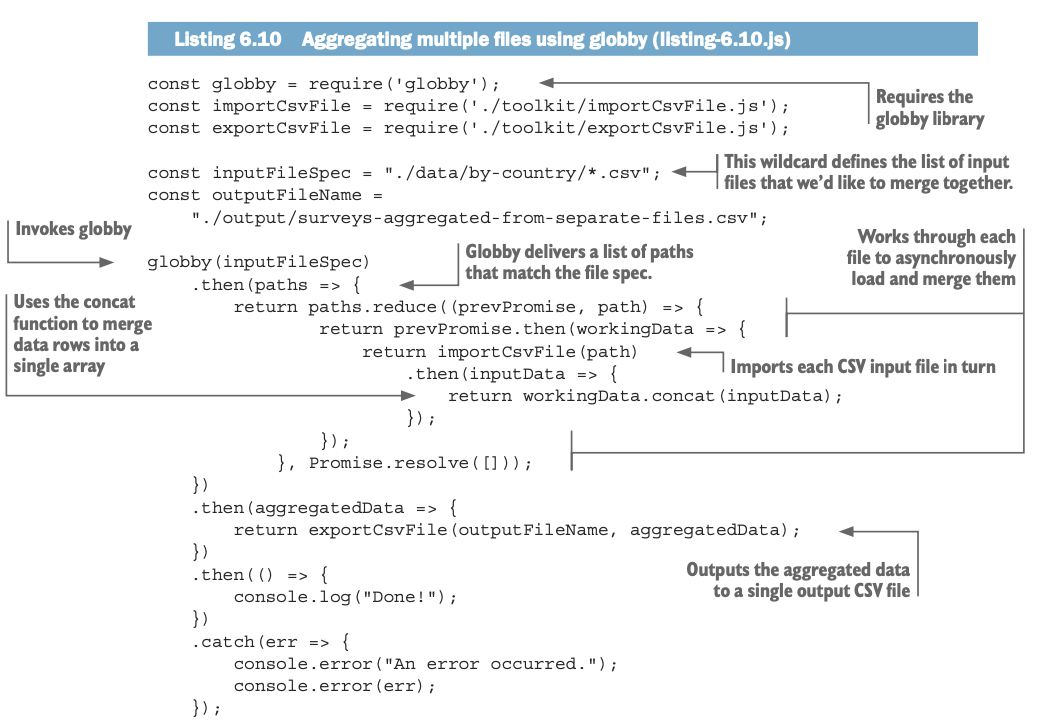 Listing 6.10 Aggregating multiple files using globby (listing-6.10.js)
const globby = require('globby');
const importCsvFile = require('./toolkit/importCsvFile.js');
const exportCsvFile = require('./toolkit/exportCsvFile.js');
Requires the
globby library
const inputFileSpec = "./data/by-country/*.csv";
const outputFileName =
"./output/surveys-aggregated-from-separate-files.csv";
This wildcard defines the list of input
files that we'd like to merge together.
Invokes globby
globby(inputFileSpec)
.then(paths => {
Globby delivers a list of paths
that match the file spec.
Works through each
file to asynchronously
load and merge them
return paths.reduce((prevPromise, path) => {
return prevPromise.then(workingData => {
return importCsvFile(path)
Imports each CSV input file in turn
.then(inputData => {
return workingData.concat(inputData);
Uses the concat
function to merge
data rows into a
single array
});
});
}, Promise.resolve([]));
})
.then(aggregatedData => {
return exportCsvFile(outputFileName, aggregatedData);
Outputs the aggregated data
to a single output CSV file
})
.then(() => {
console.log("Done!");
})
.catch(err => {
console.error("An error occurred.");
console.error(err);
});